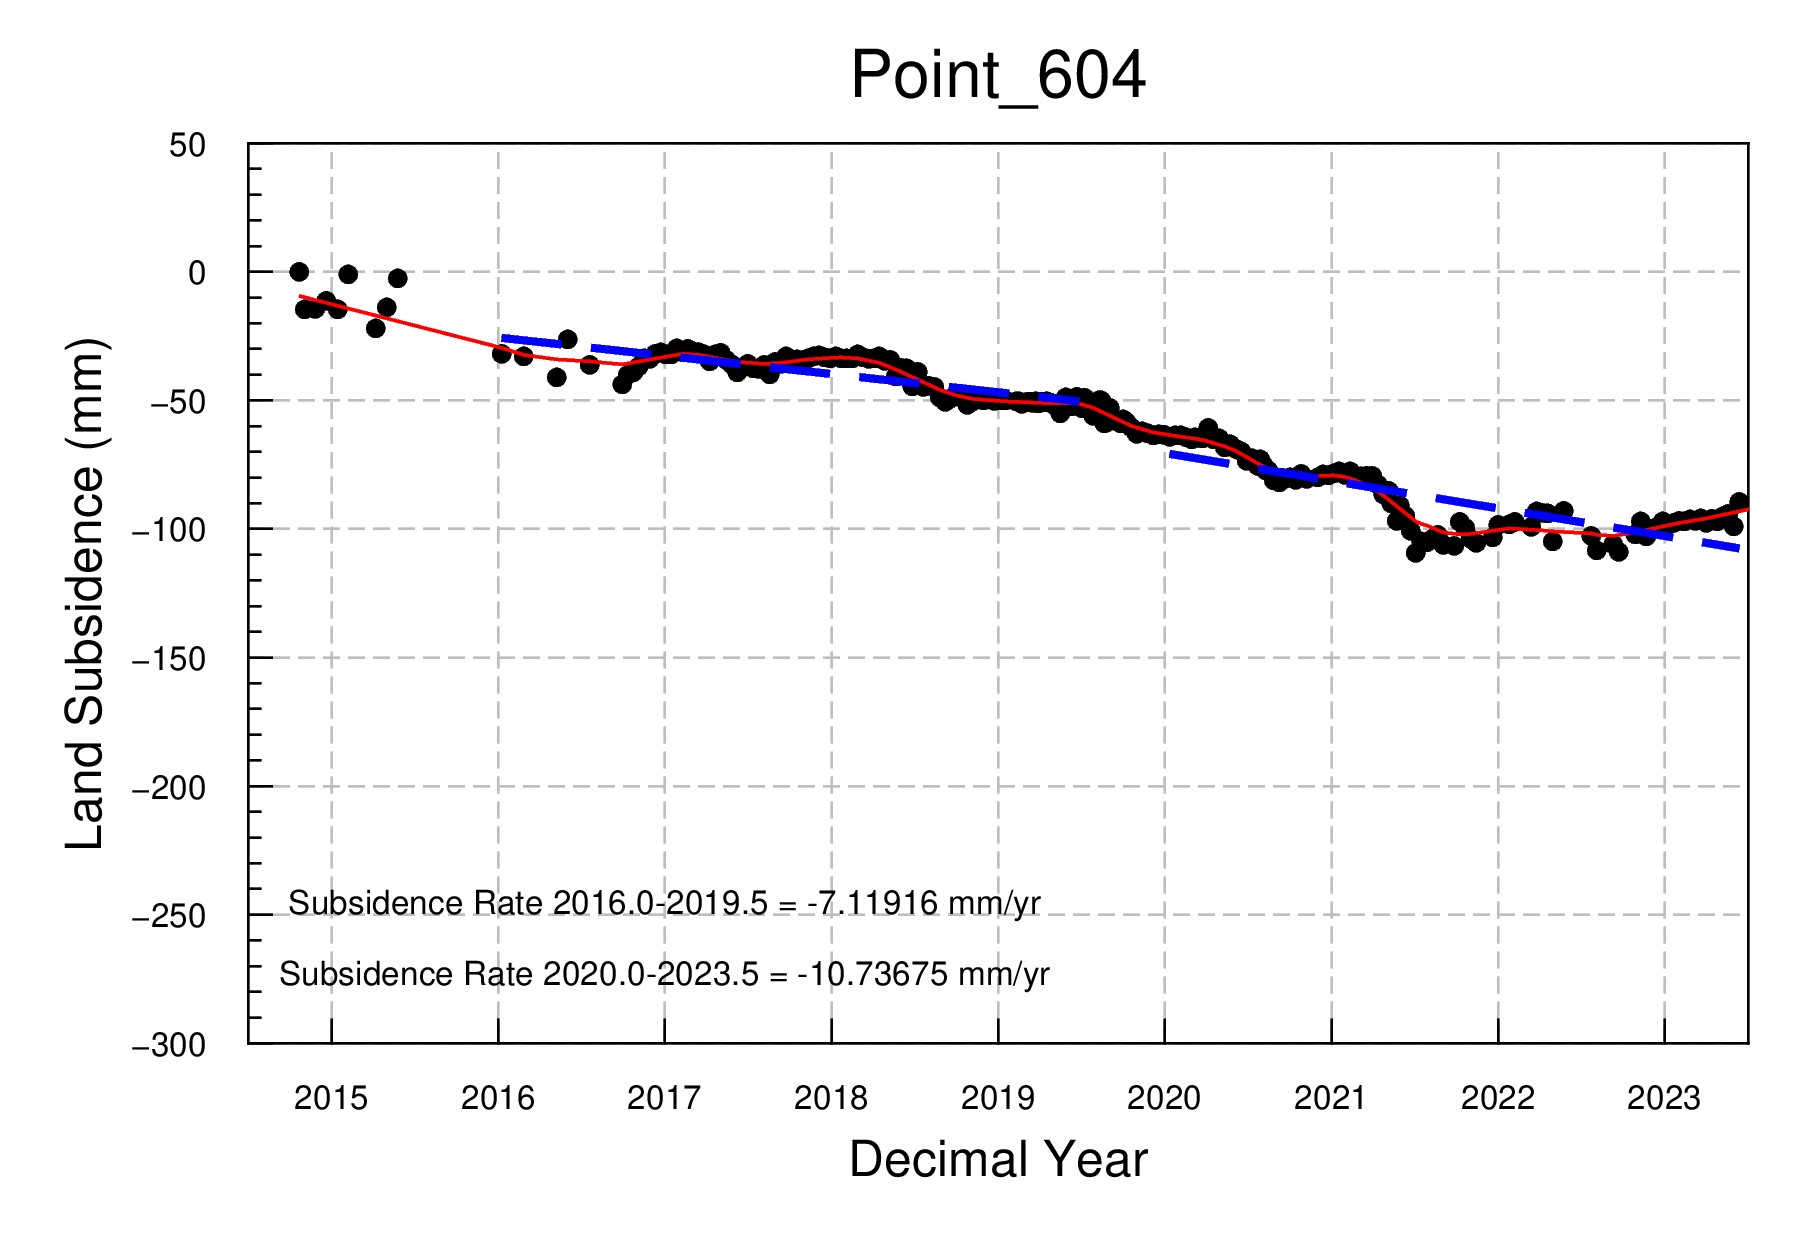 Point_604
50
0
−50
−100
−150
−200
−250
−300
Land Subsidence (mm)
Subsidence Rate 2016.0-2019.5 = -7.11916 mm/yr
Subsidence Rate 2020.0-2023.5 = -10.73675 mm/yr
2015 2016 2017 2018 2019 2020 2021 2022 2023
Decimal Year